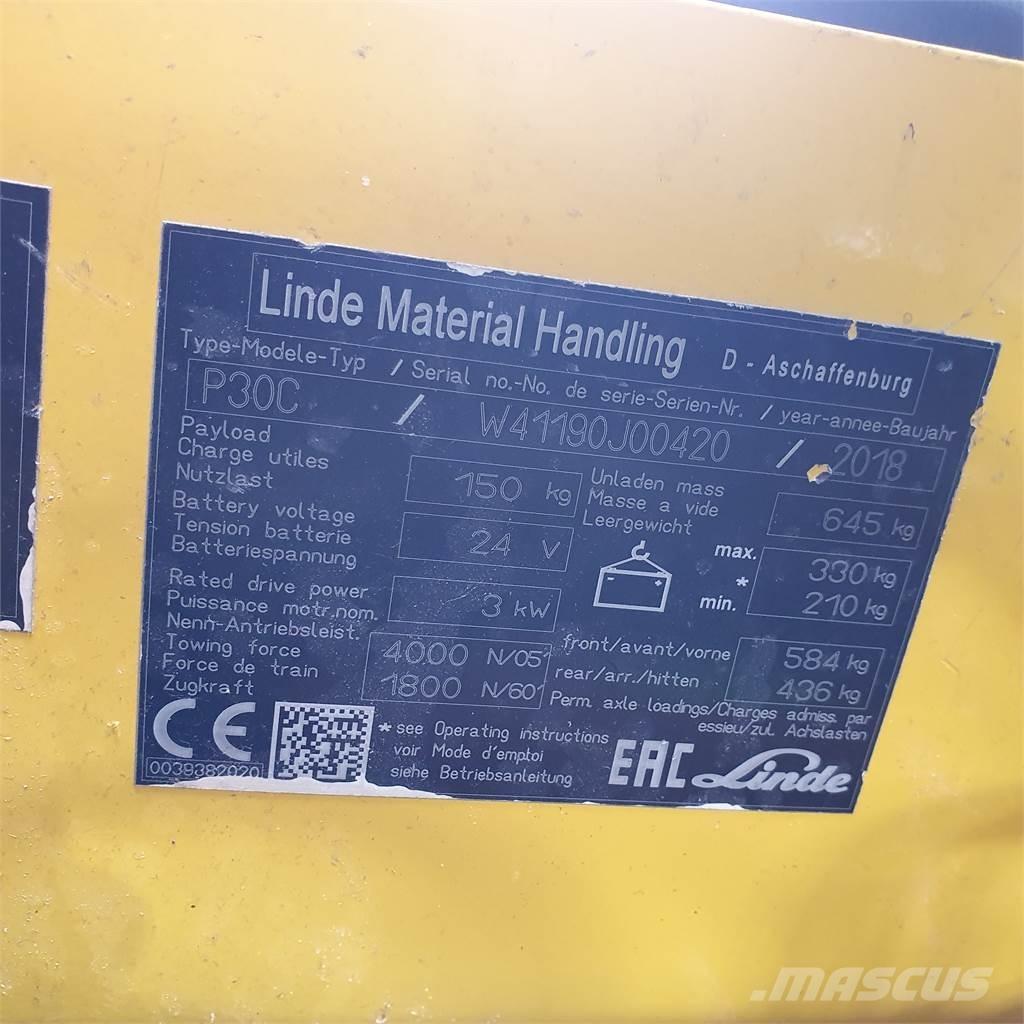 Linde Material Handling D - Aschaffenburg
Type-Modele-Typ / Serial no.-No. de serie-Serien-Nr. / year-annee-Baujahr
P30C / W41190J00420 / 2018
Payload
Charge utiles
Nutzlast
150 kg
Unladen mass
Masse a vide
Leergewicht
645 kg
Battery voltage
Tension batterie
Batteriespannung
24 V
max. 330 kg
*
min. 210 kg
Rated drive power
Puissance motr.nom.
Nenn-Antriebsleist.
3 kW
Towing force
Force de train
Zugkraft
4000 N/05'
1800 N/60'
front/avant/vorne 584 kg
rear/arr./hitten 436 kg
Perm. axle loadings/Charges admiss. par
essieu/zul. Achslasten
CE
0039382020
* see Operating instructions
voir Mode d'emploi
siehe Betriebsanleitung
EAC Linde
.MASCUS